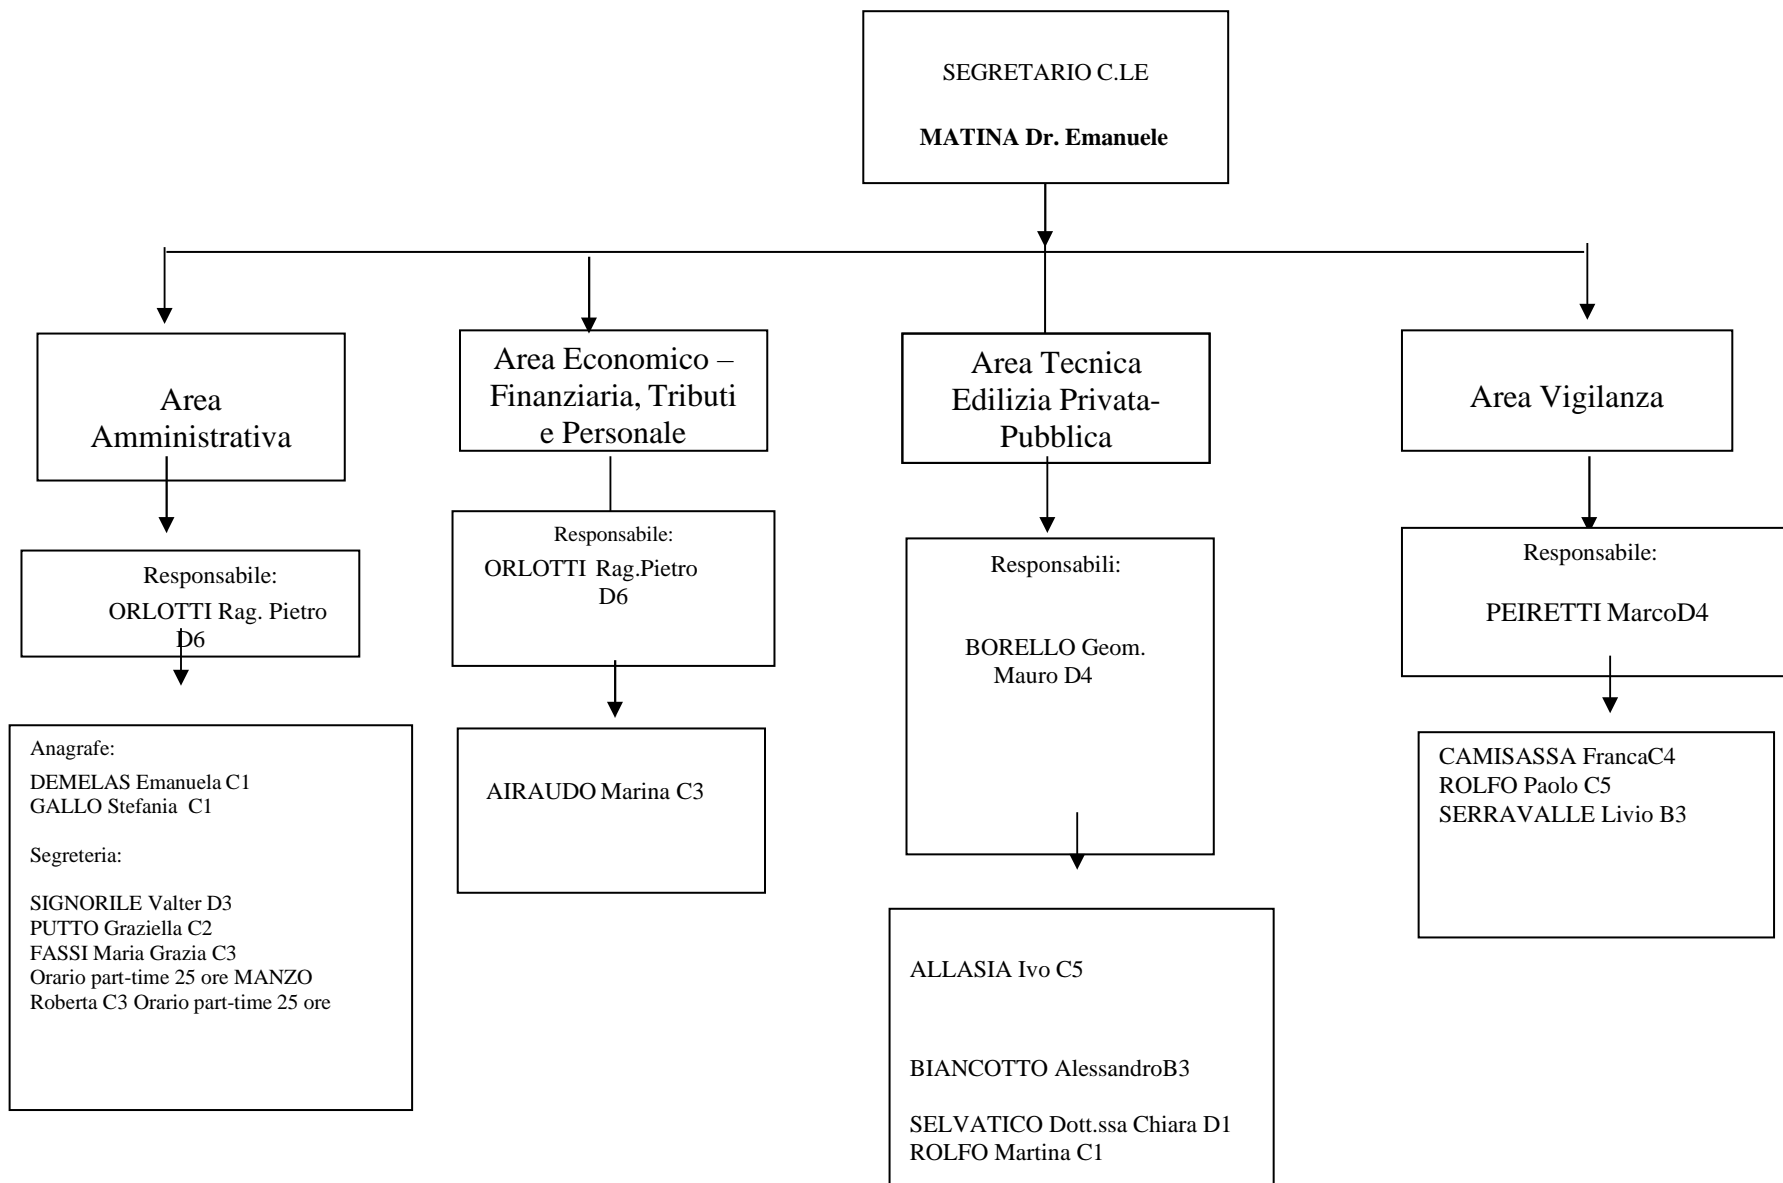 SEGRETARIO C.LE
MATINA Dr. Emanuele
Area
Amministrativa
Responsabile:
ORLOTTI Rag. Pietro
D6
Anagrafe:
DEMELAS Emanuela C1
GALLO Stefania  C1
Segreteria:
SIGNORILE Valter D3
PUTTO Graziella C2
FASSI Maria Grazia C3
Orario part-time 25 ore MANZO
Roberta C3 Orario part-time 25 ore
Area Economico –
Finanziaria, Tributi
e Personale
Responsabile:
ORLOTTI  Rag.Pietro
D6
AIRAUDO Marina C3
Area Tecnica
Edilizia Privata-
Pubblica
Responsabili:
BORELLO Geom.
Mauro D4
ALLASIA Ivo C5
BIANCOTTO AlessandroB3
SELVATICO Dott.ssa Chiara D1
ROLFO Martina C1
Area Vigilanza
Responsabile:
PEIRETTI MarcoD4
CAMISASSA FrancaC4
ROLFO Paolo C5
SERRAVALLE Livio B3